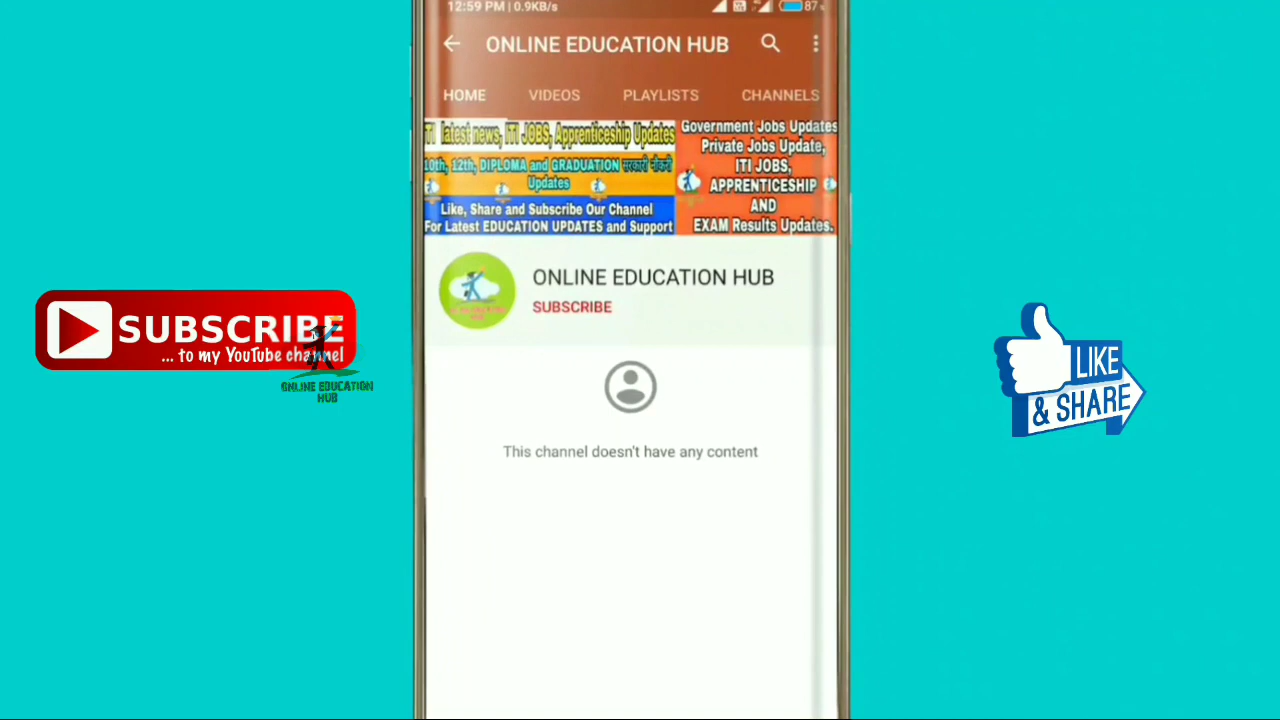 12:59 PM | 0.9KB/s
87
ONLINE EDUCATION HUB
HOME
VIDEOS
PLAYLISTS
CHANNELS
ITI latest news, ITI JOBS, Apprenticeship Updates
10th, 12th, DIPLOMA and GRADUATION सरकारी नौकरी
Updates
Like, Share and Subscribe Our Channel
For Latest EDUCATION UPDATES and Support
Government Jobs Updates
Private Jobs Update,
ITI JOBS,
APPRENTICESHIP
AND
EXAM Results Updates.
ONLINE EDUCATION HUB
SUBSCRIBE
This channel doesn't have any content
SUBSCRIBE
... to my YouTube channel
ONLINE EDUCATION
HUB
LIKE
& SHARE